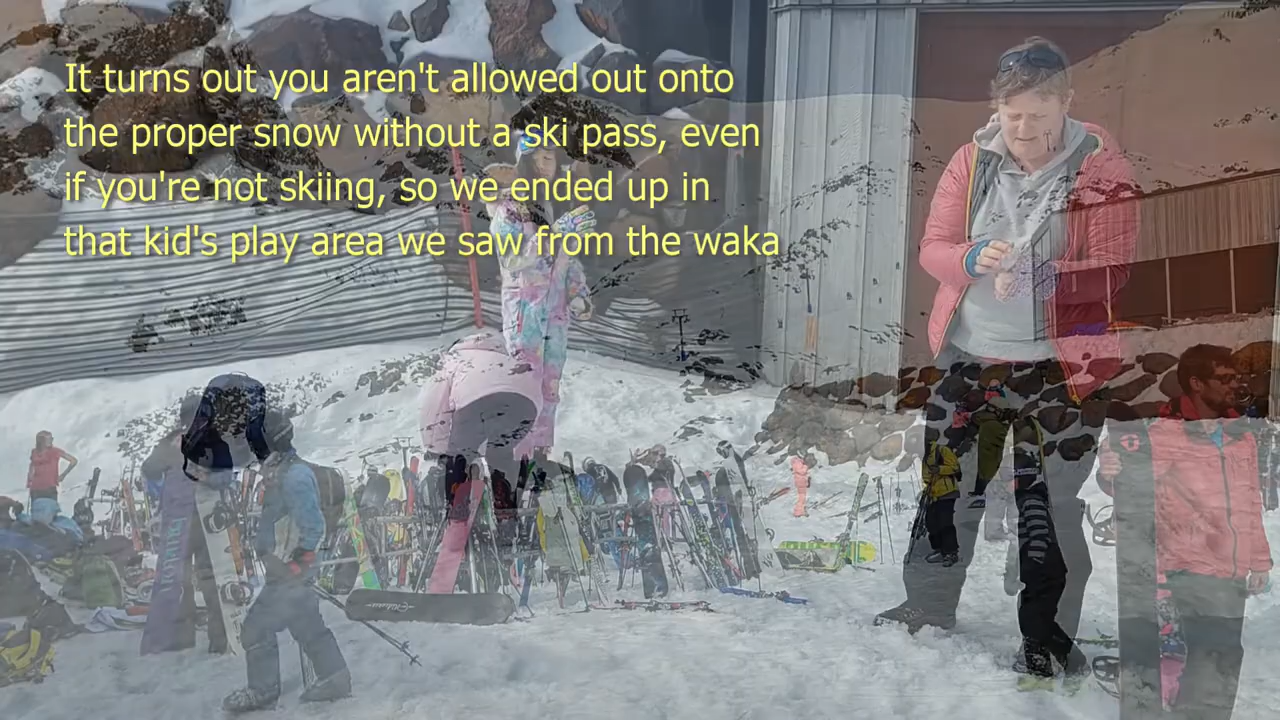 It turns out you aren't allowed out onto
the proper snow without a ski pass, even
if you're not skiing, so we ended up in
that kid's play area we saw from the waka